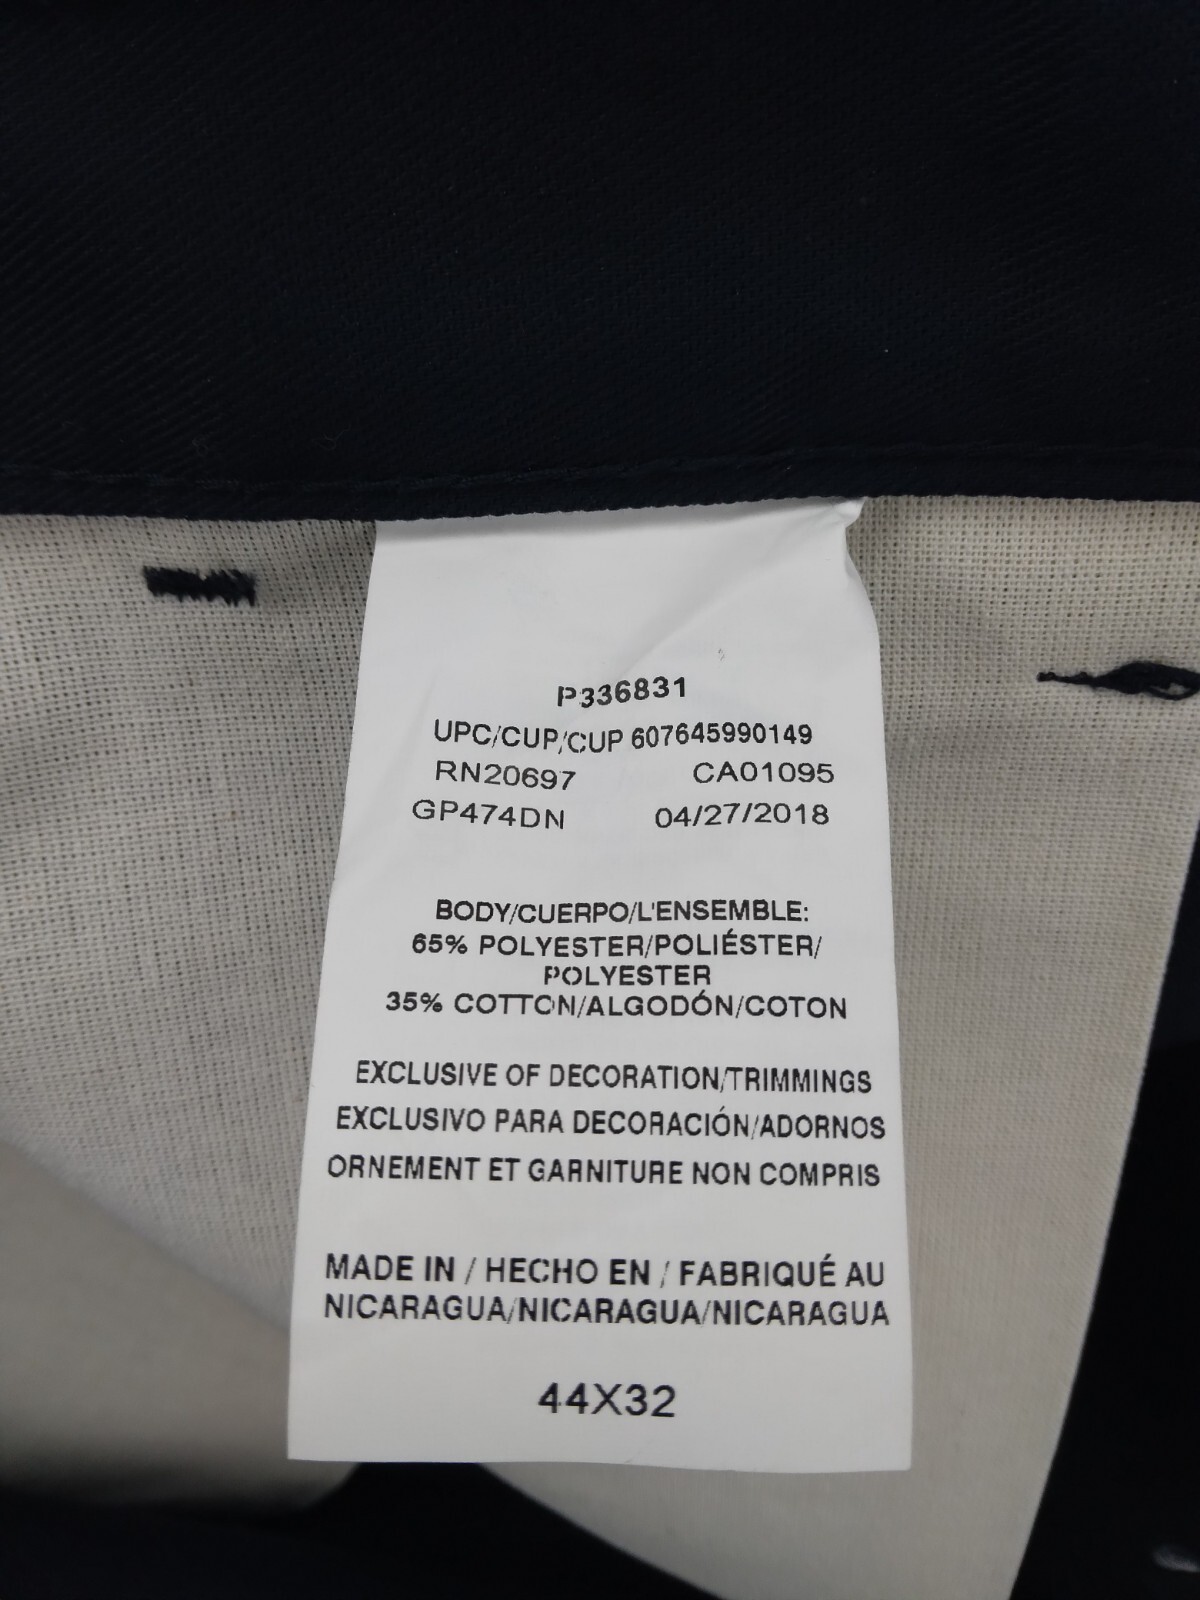 P336831
UPC/CUP/CUP 607645990149
RN20697 CA01095
GP474DN 04/27/2018
BODY/CUERPO/L'ENSEMBLE:
65% POLYESTER/POLIÉSTER/
POLYESTER
35% COTTON/ALGODÓN/COTON
EXCLUSIVE OF DECORATION/TRIMMINGS
EXCLUSIVO PARA DECORACIÓN/ADORNOS
ORNEMENT ET GARNITURE NON COMPRIS
MADE IN / HECHO EN / FABRIQUÉ AU
NICARAGUA/NICARAGUA/NICARAGUA
44X32